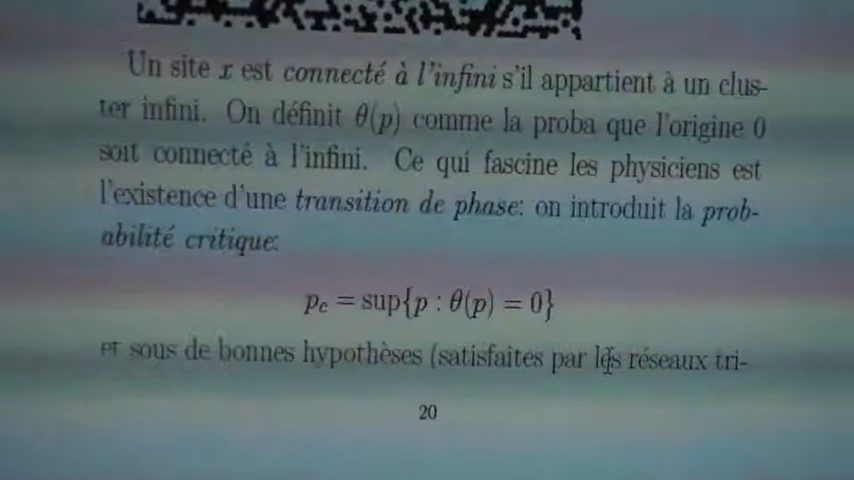 Un site x est connecté à l'infini s'il appartient à un clus-
ter infini. On définit θ(p) comme la proba que l'origine 0
soit connecté à l'infini. Ce qui fascine les physiciens est
l'existence d'une transition de phase: on introduit la prob-
abilité critique:
p_c = sup{p : θ(p) = 0}
et sous de bonnes hypothèses (satisfaites par les réseaux tri-
20